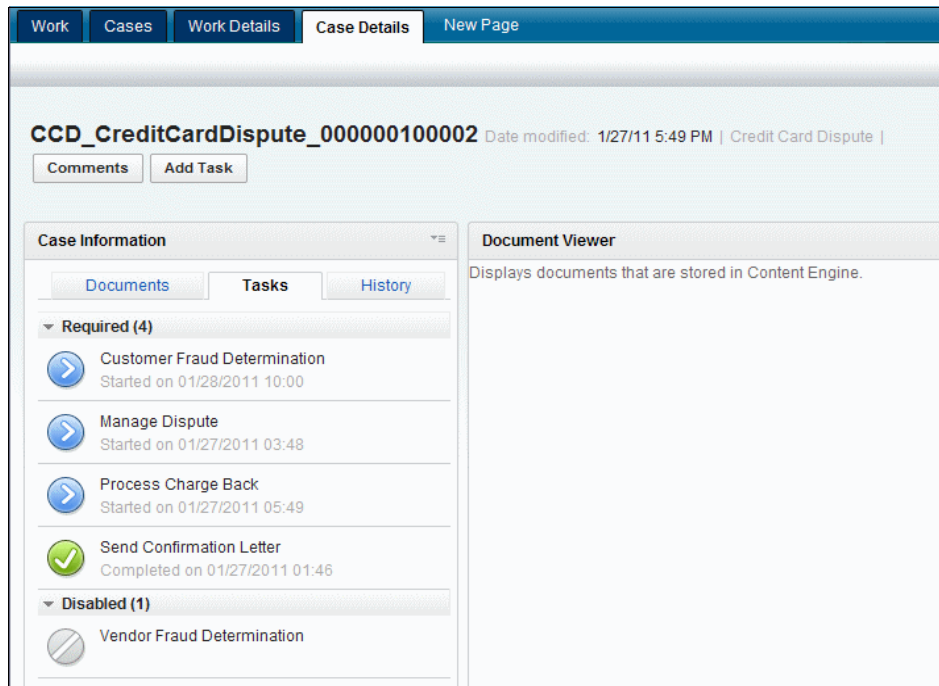 Work Cases Work Details Case Details New Page
CCD_CreditCardDispute_000000100002 Date modified: 1/27/11 5:49 PM | Credit Card Dispute |
Comments Add Task
Case Information
Documents Tasks History
Required (4)
Customer Fraud Determination
Started on 01/28/2011 10:00
Manage Dispute
Started on 01/27/2011 03:48
Process Charge Back
Started on 01/27/2011 05:49
Send Confirmation Letter
Completed on 01/27/2011 01:46
Disabled (1)
Vendor Fraud Determination
Document Viewer
Displays documents that are stored in Content Engine.